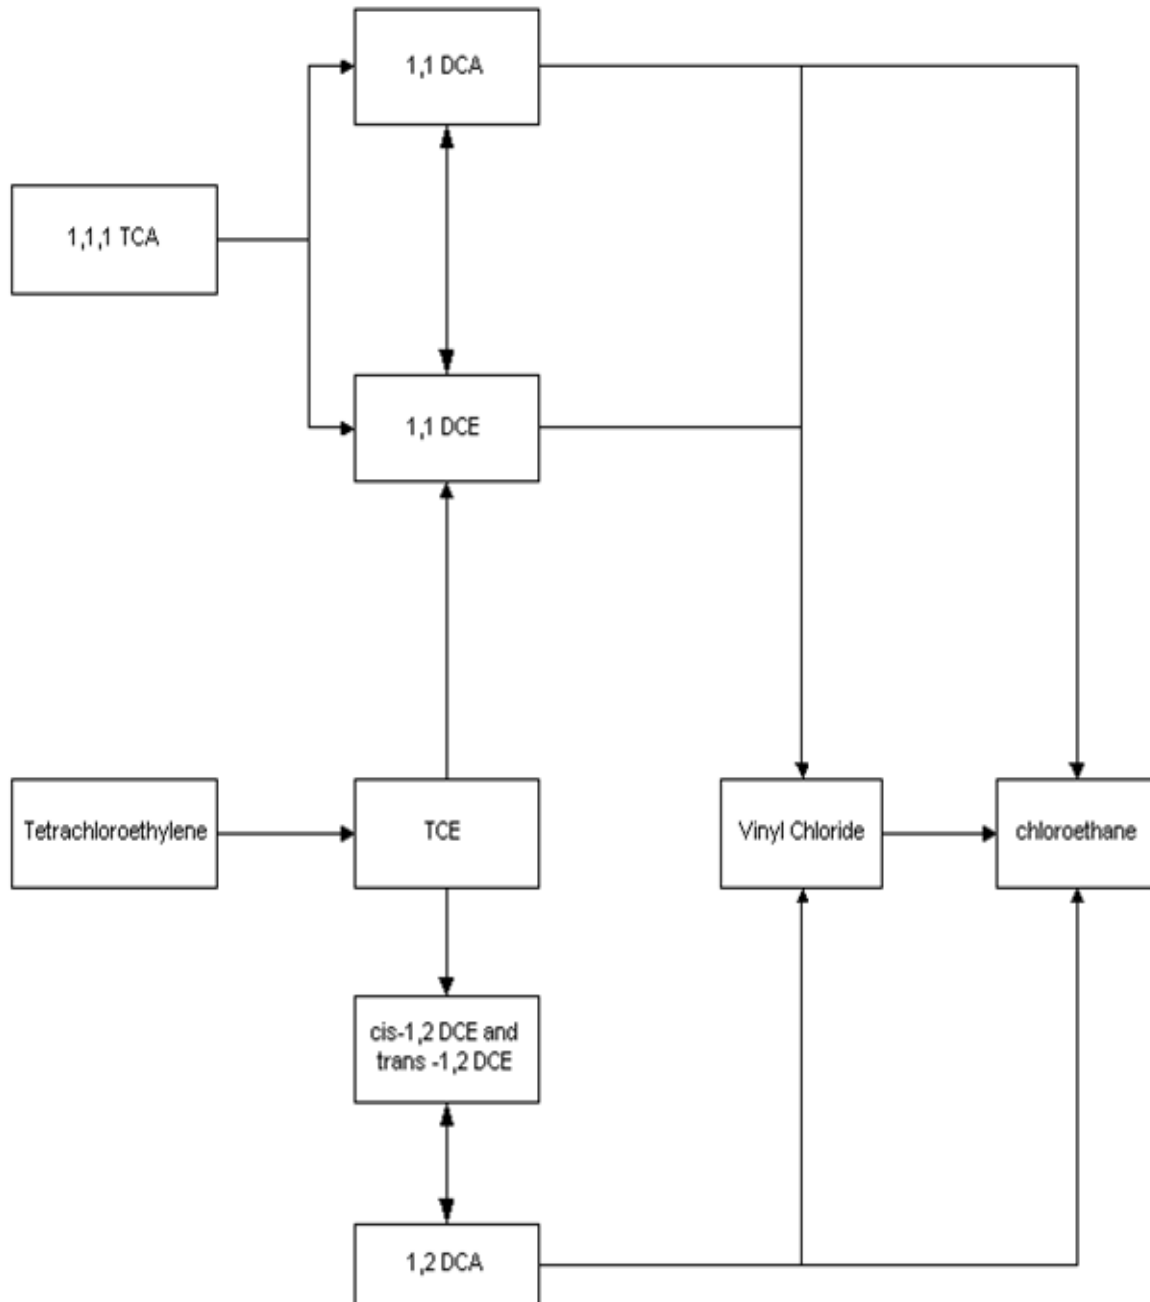 1,1 DCA
1,1,1 TCA
1,1 DCE
Tetrachloroethylene
TCE
Vinyl Chloride
chloroethane
cis-1,2 DCE and
trans -1,2 DCE
1,2 DCA